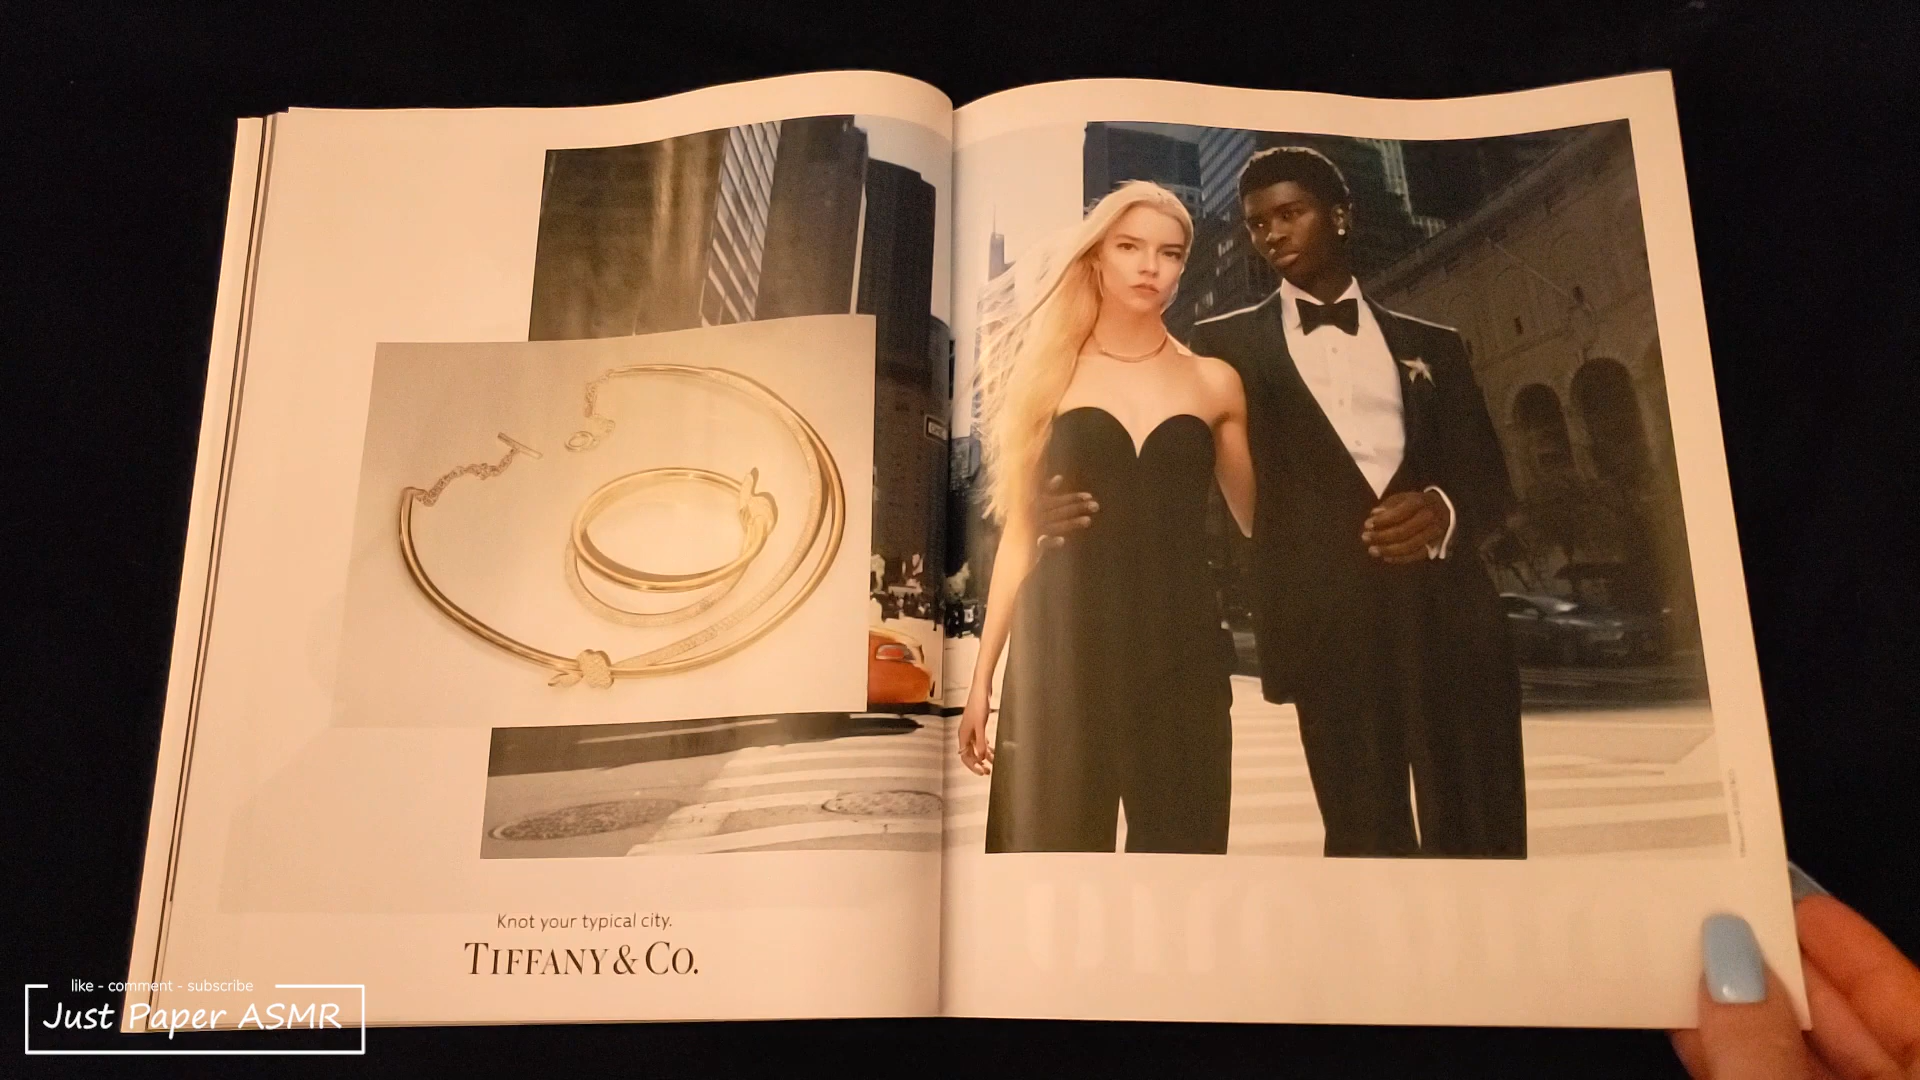 Knot your typical city.
TIFFANY & CO.
like - comment - subscribe
Just Paper ASMR